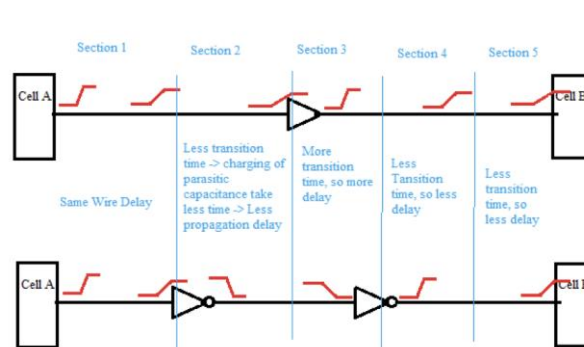 Section 1
Section 2
Section 3
Section 4
Section 5
Cell A
Cell B
Less transition
time -> charging of
parasitic
capacitance take
less time -> Less
propagation delay
More
transition
time, so more
delay
Less
Tansition
time, so less
delay
Less
transition
time, so
less delay
Same Wire Delay
Cell A
Cell